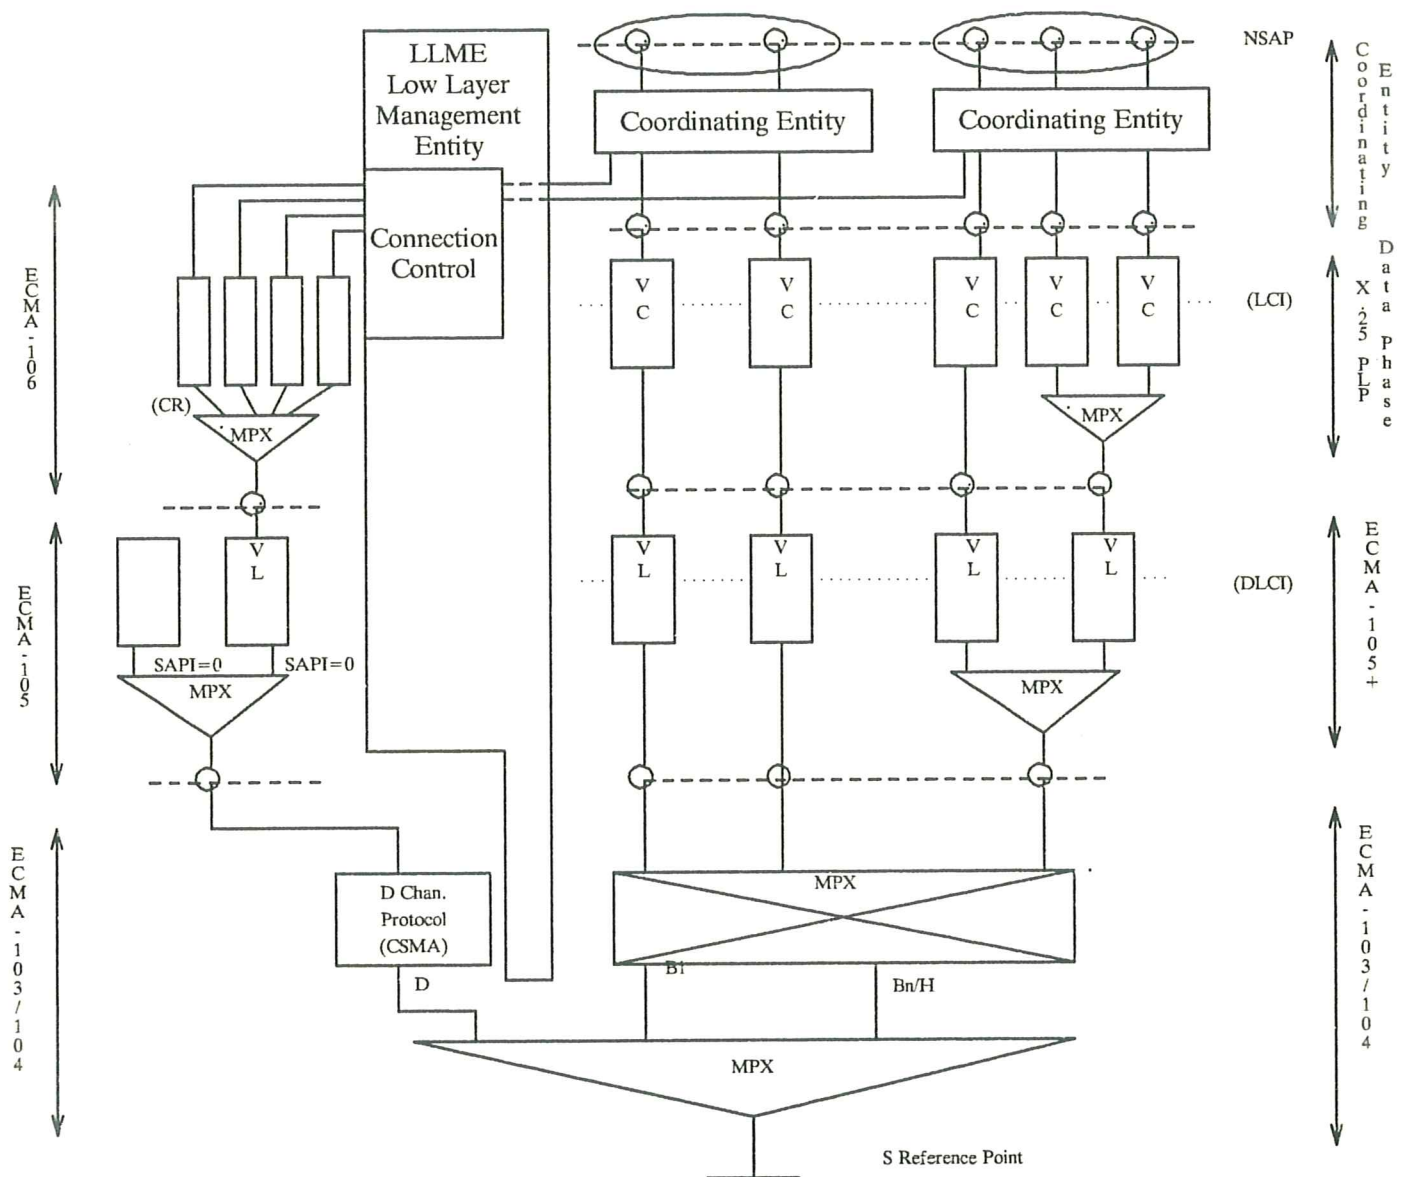 LLME
Low Layer
Management
Entity
NSAP
Coordinating
Entity
Coordinating Entity
Coordinating Entity
Connection
Control
ECMA-106
V
C
V
C
V
C
V
C
V
C
(LCI)
X.25 PLP
Data Phase
(CR)
MPX
MPX
V
L
V
L
V
L
V
L
V
L
(DLCI)
ECMA-105
ECMA-105+
SAPI=0
SAPI=0
MPX
MPX
ECMA-103/104
D Chan.
Protocol
(CSMA)
MPX
ECMA-103/104
D
B1
Bn/H
MPX
S Reference Point